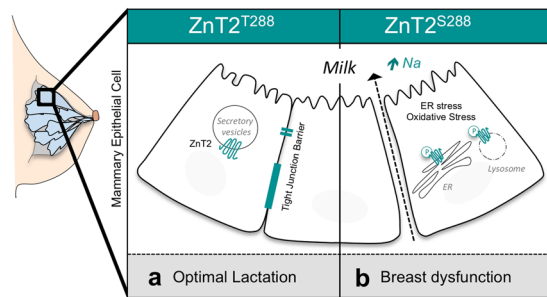 ZnT2T288
ZnT2S288
Mammary Epithelial Cell
Milk
Na
Secretory
vesicles
ZnT2
Tight Junction Barrier
ER stress
Oxidative Stress
P
P
ER
Lysosome
a Optimal Lactation
b Breast dysfunction